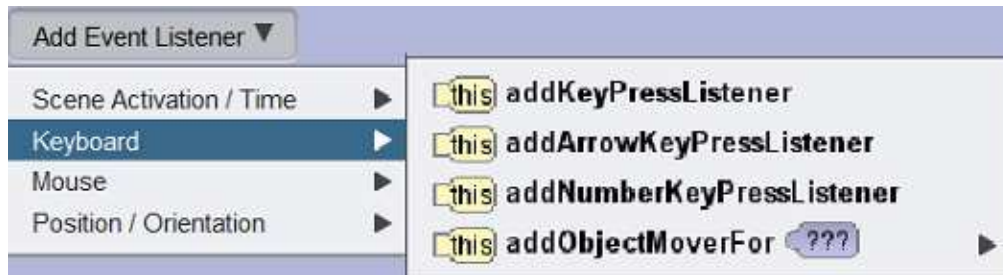 Add Event Listener ▼
Scene Activation / Time ▶
Keyboard ▶
Mouse ▶
Position / Orientation ▶
this addKeyPressListener
this addArrowKeyPressListener
this addNumberKeyPressListener
this addObjectMoverFor ??? ▶